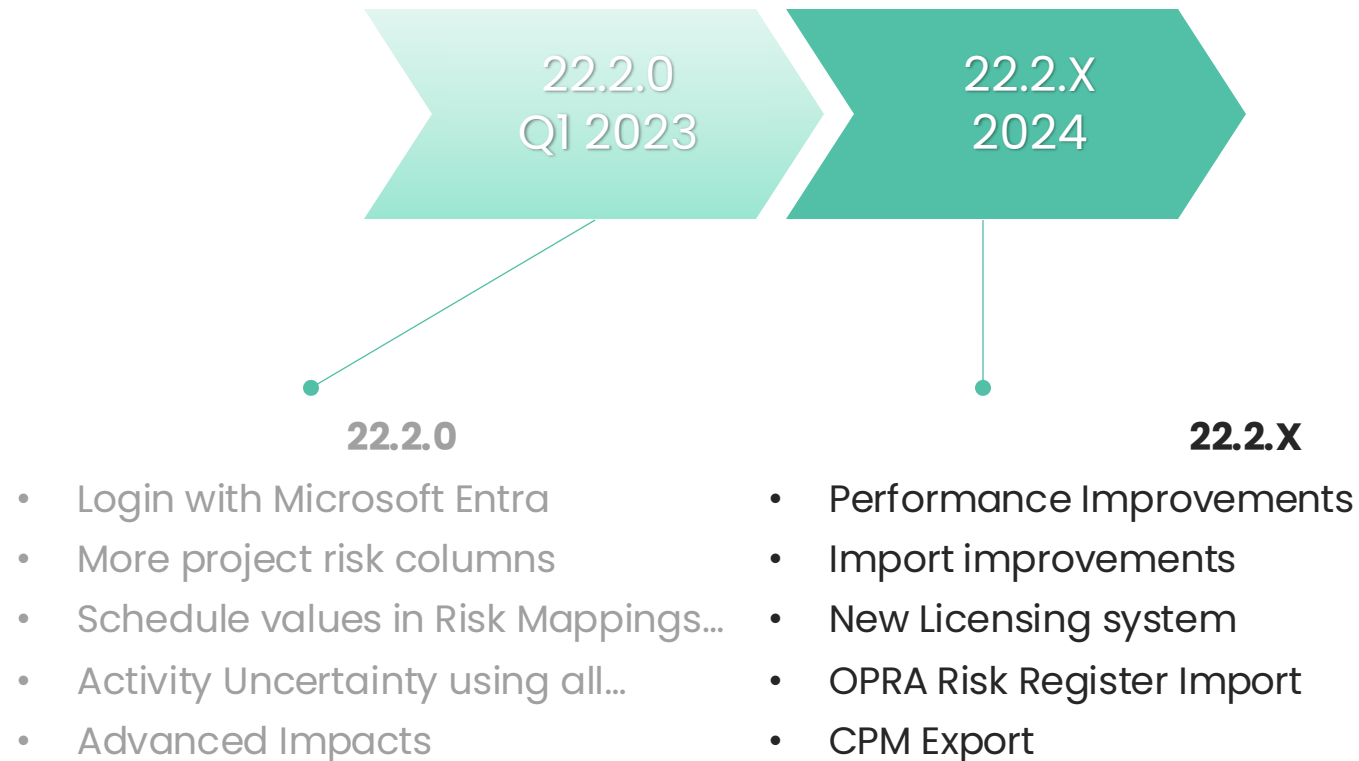 22.2.0
Q1 2023
22.2.X
2024
22.2.0
• Login with Microsoft Entra
• More project risk columns
• Schedule values in Risk Mappings…
• Activity Uncertainty using all…
• Advanced Impacts
22.2.X
• Performance Improvements
• Import improvements
• New Licensing system
• OPRA Risk Register Import
• CPM Export